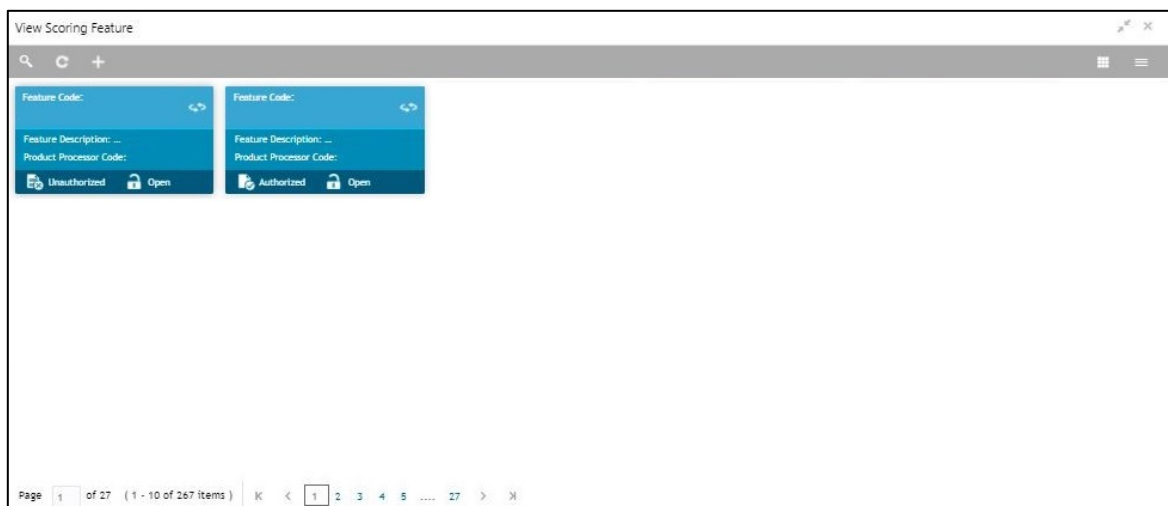 View Scoring Feature
Feature Code: Feature Code:
Feature Description: ... Feature Description: ...
Product Processor Code: Product Processor Code:
Unauthorized Open Authorized Open
Page 1 of 27 ( 1 - 10 of 267 items ) 1 2 3 4 5 .... 27